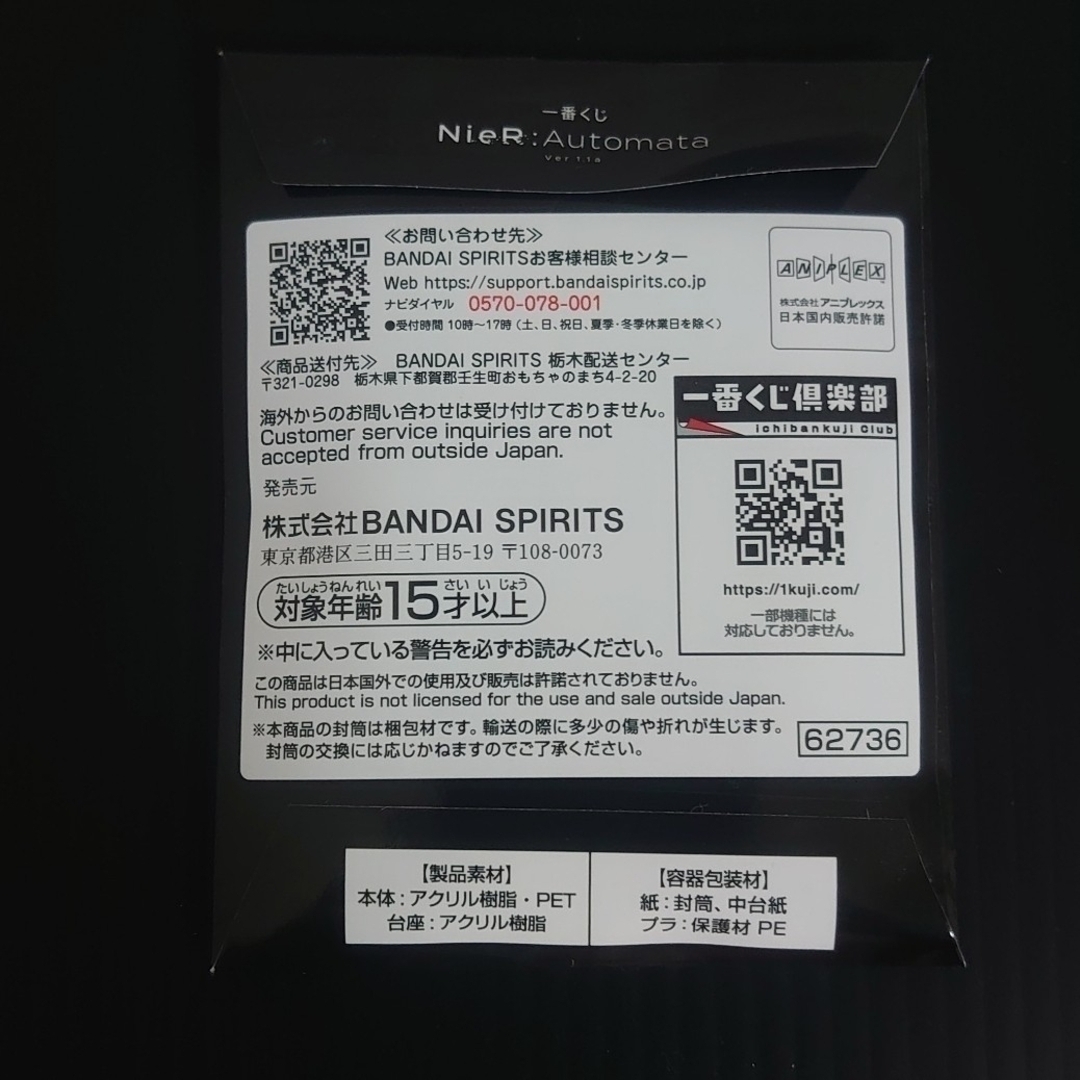 一番くじ
NieR:Automata
Ver1.1a
≪お問い合わせ先≫
BANDAI SPIRITSお客様相談センター
Web https://support.bandaispirits.co.jp
ナビダイヤル 0570-078-001
●受付時間 10時～17時（土、日、祝日、夏季・冬季休業日を除く）
ANIPLEX
株式会社アニプレックス
日本国内販売許諾
≪商品送付先≫ BANDAI SPIRITS 栃木配送センター
〒321-0298 栃木県下都賀郡壬生町おもちゃのまち4-2-20
海外からのお問い合わせは受け付けておりません。
Customer service inquiries are not
accepted from outside Japan.
発売元
株式会社BANDAI SPIRITS
東京都港区三田三丁目5-19 〒108-0073
たいしょうねんれい さい い じょう
対象年齢15才以上
一番くじ倶楽部
Ichibankuji Club
https://1kuji.com/
一部機種には
対応しておりません。
※中に入っている警告を必ずお読みください。
この商品は日本国外での使用及び販売は許諾されておりません。
This product is not licensed for the use and sale outside Japan.
※本商品の封筒は梱包材です。輸送の際に多少の傷や折れが生じます。
封筒の交換には応じかねますのでご了承ください。
62736
【製品素材】
本体：アクリル樹脂・PET
台座：アクリル樹脂
【容器包装材】
紙：封筒、中台紙
プラ：保護材 PE